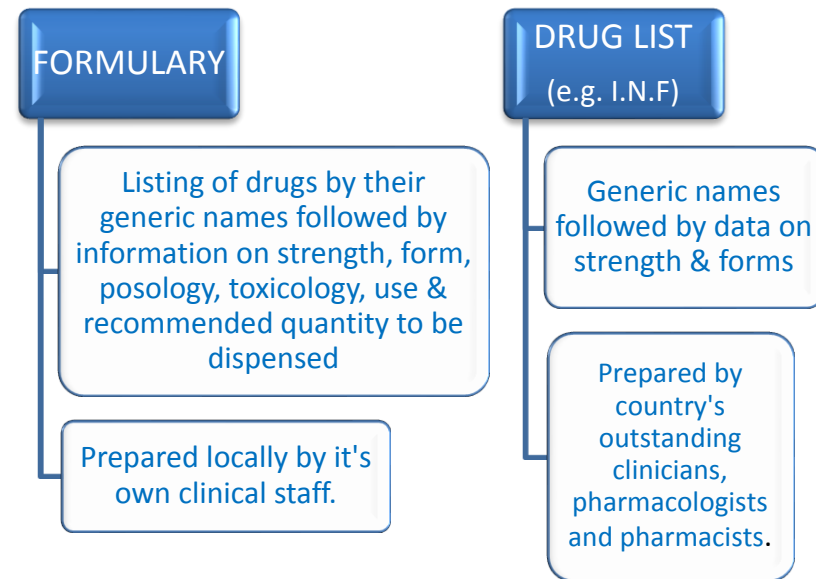 FORMULARY
Listing of drugs by their
generic names followed by
information on strength, form,
posology, toxicology, use &
recommended quantity to be
dispensed
Prepared locally by it's
own clinical staff.
DRUG LIST
(e.g. I.N.F)
Generic names
followed by data on
strength & forms
Prepared by
country's
outstanding
clinicians,
pharmacologists
and pharmacists.